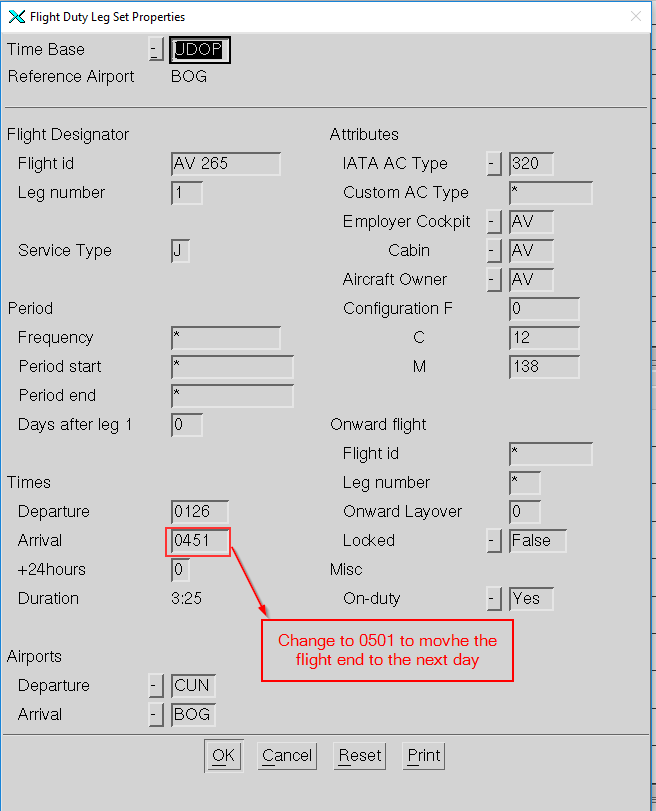 Flight Duty Leg Set Properties
Time Base - UDOP
Reference Airport BOG
Flight Designator
Flight id AV 265
Leg number 1
Service Type J
Period
Frequency *
Period start *
Period end *
Days after leg 1 0
Times
Departure 0126
Arrival 0451
+24hours 0
Duration 3:25
Airports
Departure - CUN
Arrival - BOG
Attributes
IATA AC Type - 320
Custom AC Type *
Employer Cockpit - AV
Cabin - AV
Aircraft Owner - AV
Configuration F 0
C 12
M 138
Onward flight
Flight id *
Leg number *
Onward Layover 0
Locked - False
Misc
On-duty - Yes
Change to 0501 to movhe the
flight end to the next day
OK Cancel Reset Print